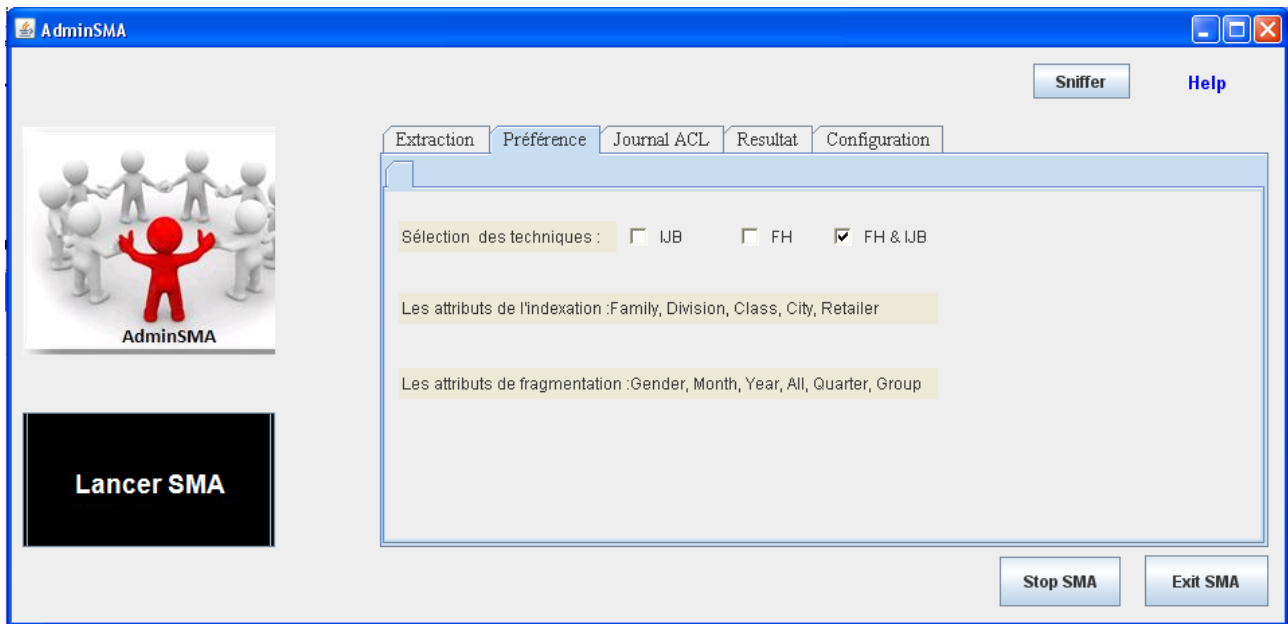 AdminSMA
Sniffer
Help
Extraction Préférence Journal ACL Resultat Configuration
Sélection des techniques : IJB FH FH & IJB
Les attributs de l'indexation :Family, Division, Class, City, Retailer
AdminSMA
Les attributs de fragmentation :Gender, Month, Year, All, Quarter, Group
Lancer SMA
Stop SMA
Exit SMA